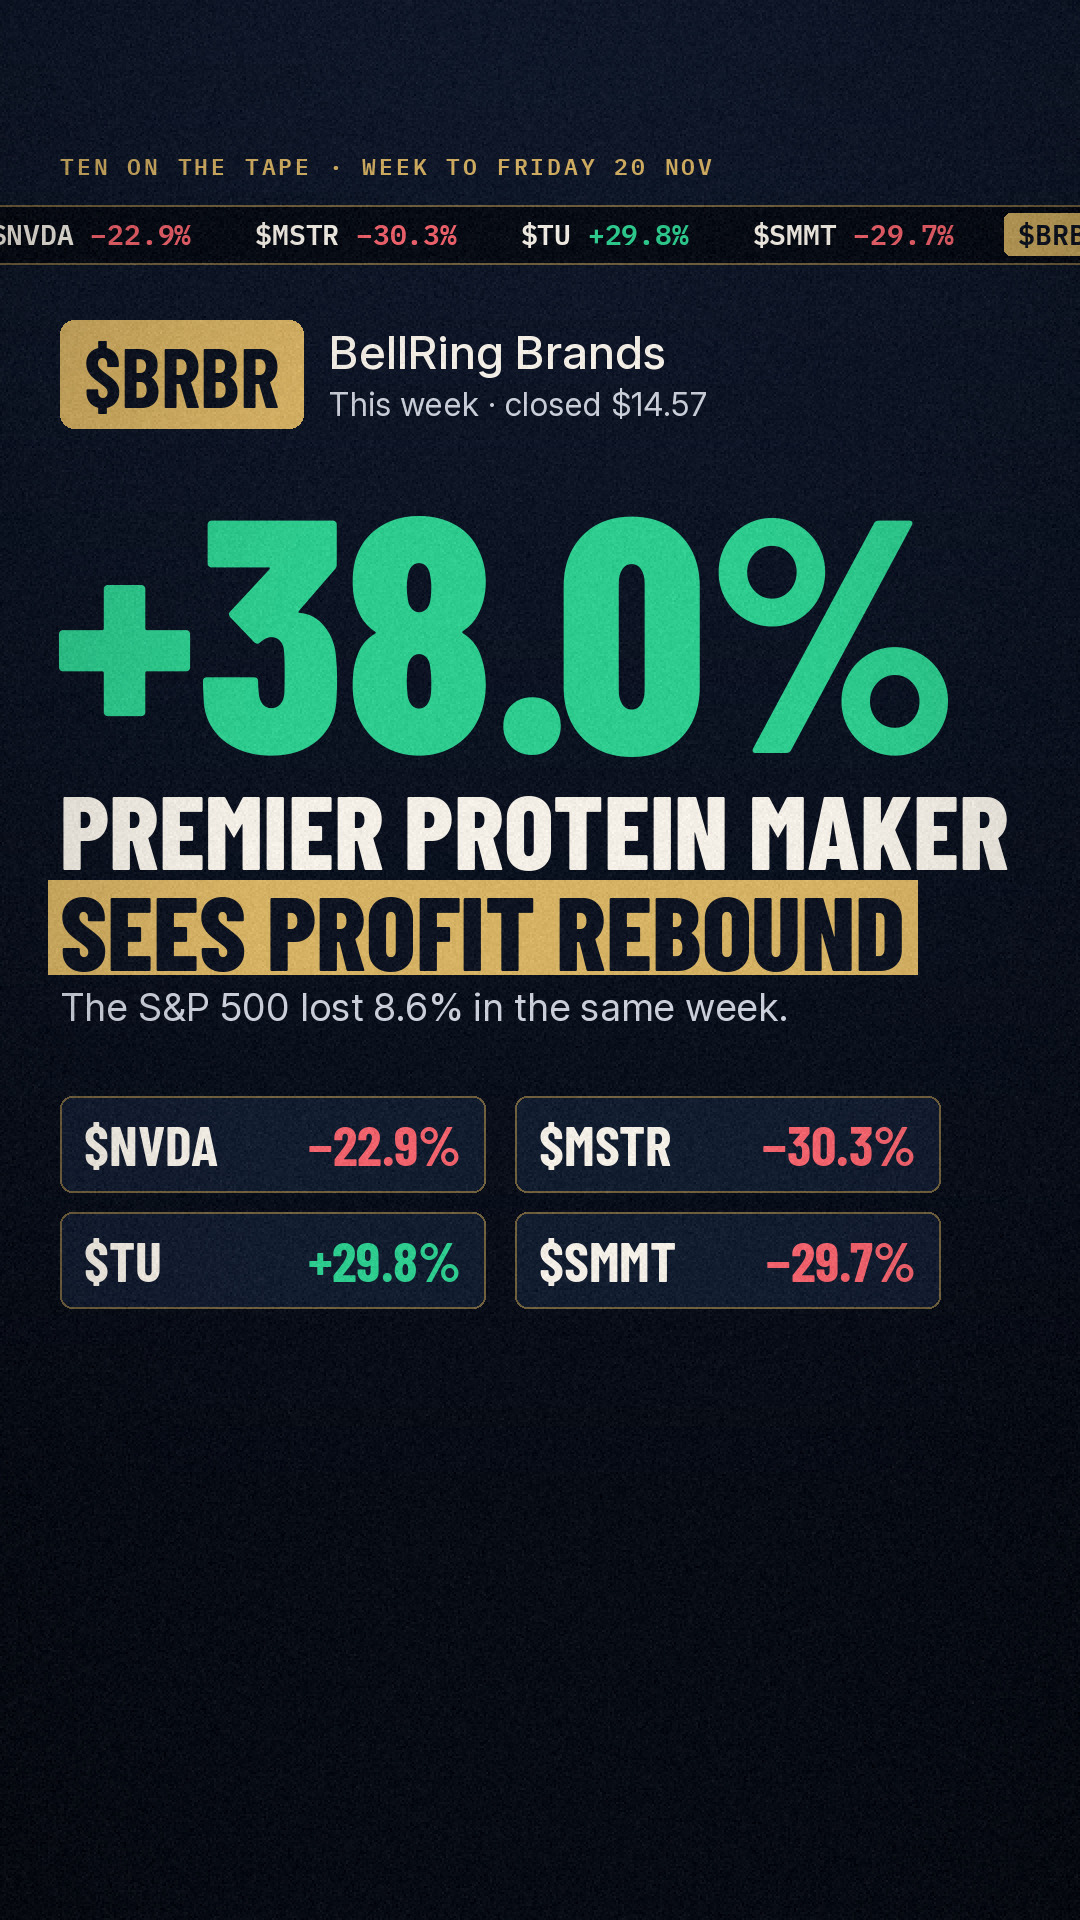 TEN ON THE TAPE · WEEK TO FRIDAY 20 NOV
$NVDA −22.9% $MSTR −30.3% $TU +29.8% $SMMT −29.7% $BRB
$BRBR
BellRing Brands
This week · closed $14.57
+38.0%
PREMIER PROTEIN MAKER
SEES PROFIT REBOUND
The S&P 500 lost 8.6% in the same week.
$NVDA −22.9%
$MSTR −30.3%
$TU +29.8%
$SMMT −29.7%